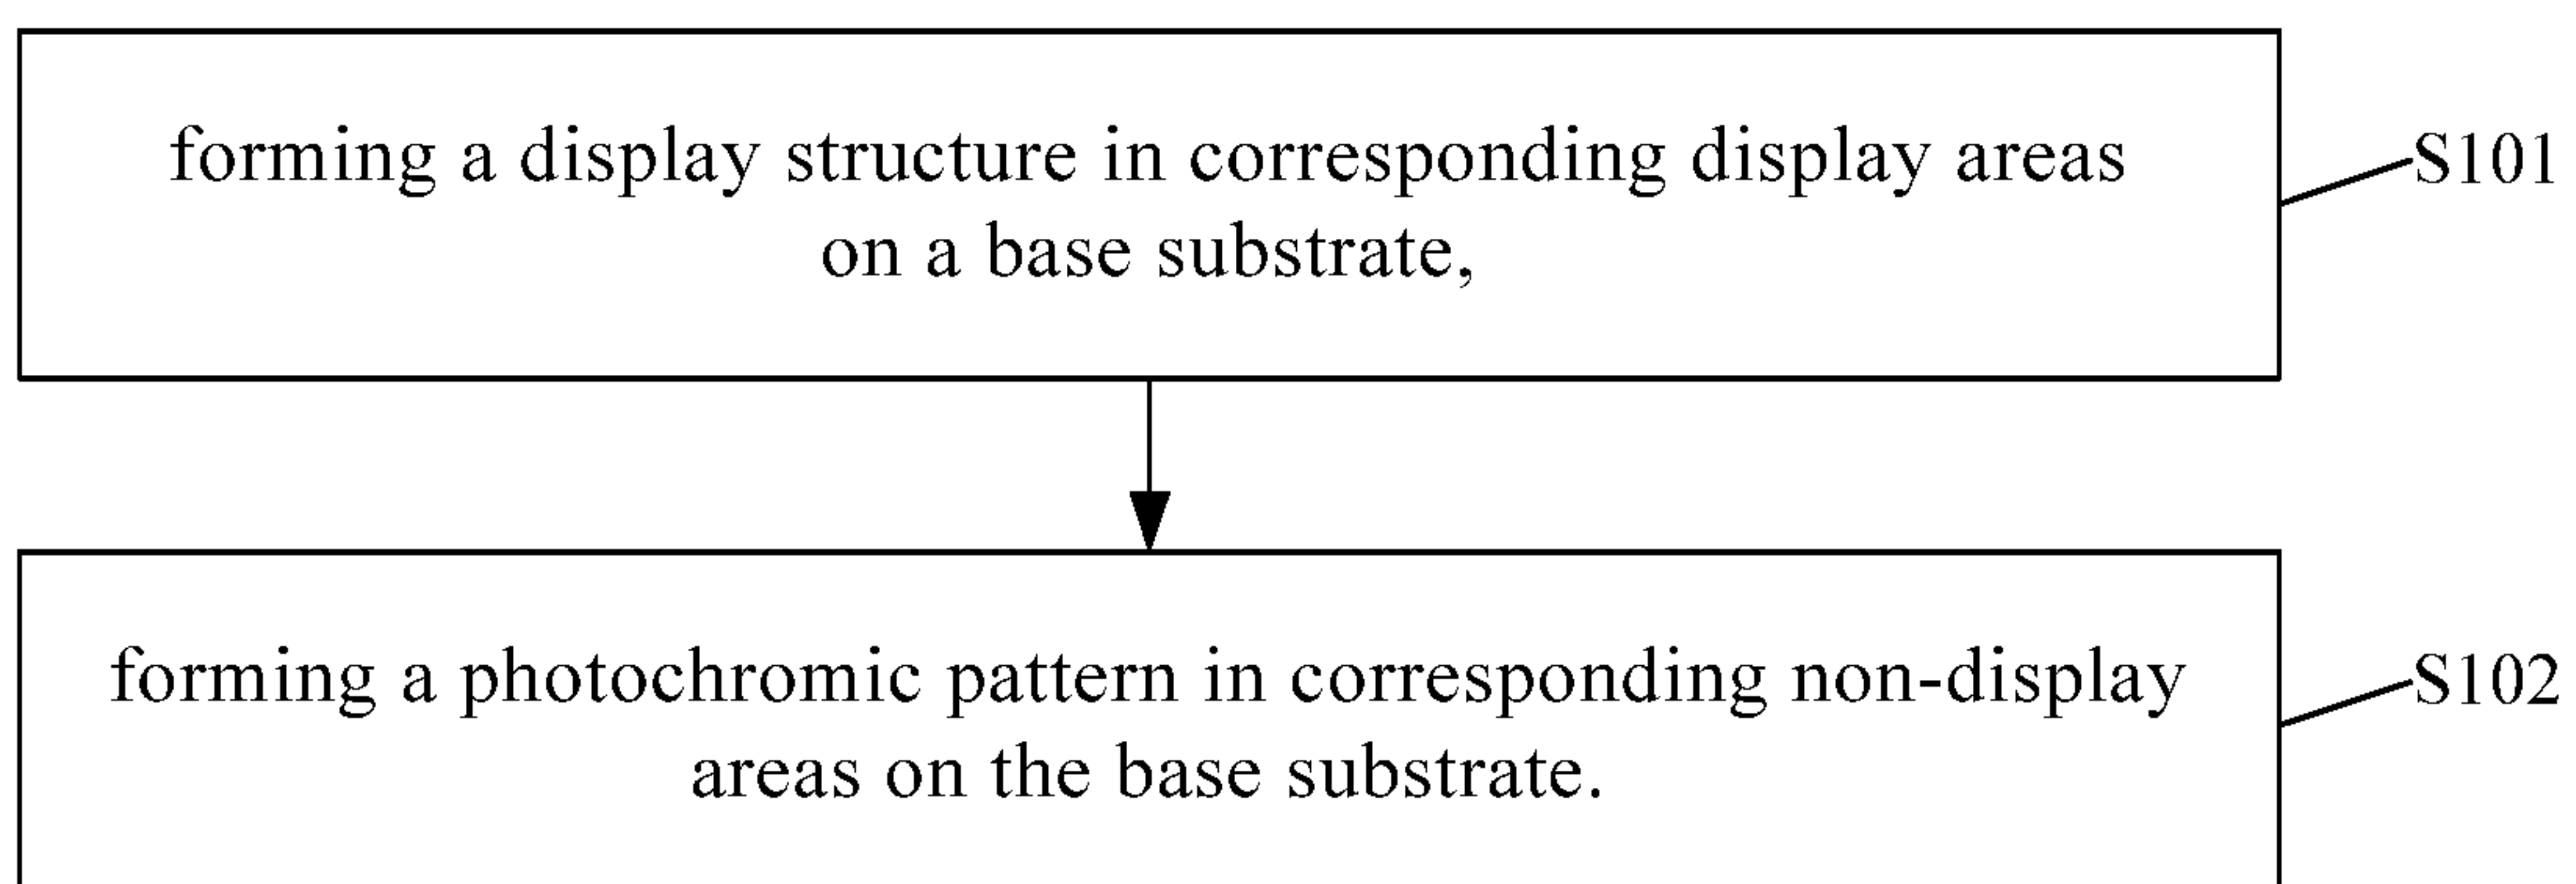 forming a display structure in corresponding display areas
on a base substrate,
S101
forming a photochromic pattern in corresponding non-display
areas on the base substrate.
S102